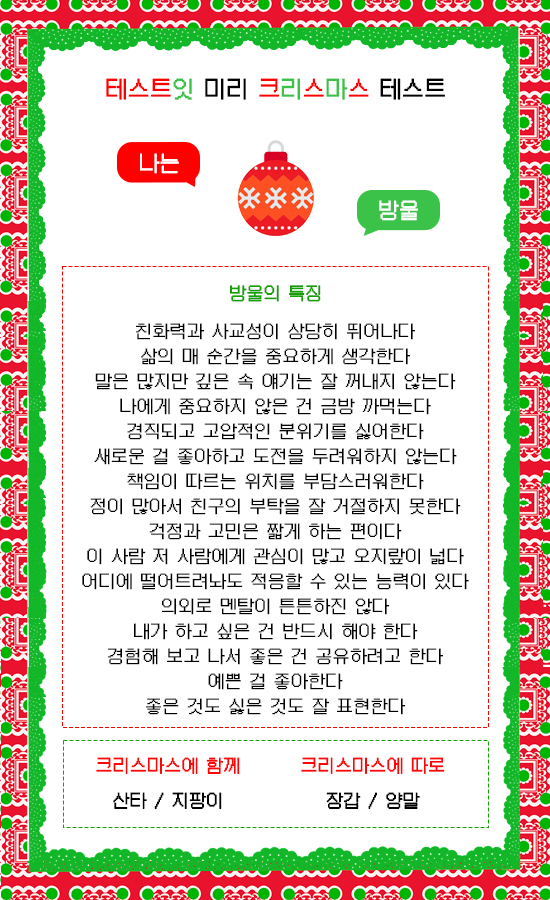 테스트잇 미리 크리스마스 테스트
나는
방울
방울의 특징
친화력과 사교성이 상당히 뛰어나다
삶의 매 순간을 중요하게 생각한다
말은 많지만 깊은 속 얘기는 잘 꺼내지 않는다
나에게 중요하지 않은 건 금방 까먹는다
경직되고 고압적인 분위기를 싫어한다
새로운 걸 좋아하고 도전을 두려워하지 않는다
책임이 따르는 위치를 부담스러워한다
정이 많아서 친구의 부탁을 잘 거절하지 못한다
걱정과 고민은 짧게 하는 편이다
이 사람 저 사람에게 관심이 많고 오지랖이 넓다
어디에 떨어트려놔도 적응할 수 있는 능력이 있다
의외로 멘탈이 튼튼하진 않다
내가 하고 싶은 건 반드시 해야 한다
경험해 보고 나서 좋은 건 공유하려고 한다
예쁜 걸 좋아한다
좋은 것도 싫은 것도 잘 표현한다
크리스마스에 함께 크리스마스에 따로
산타 / 지팡이 장갑 / 양말